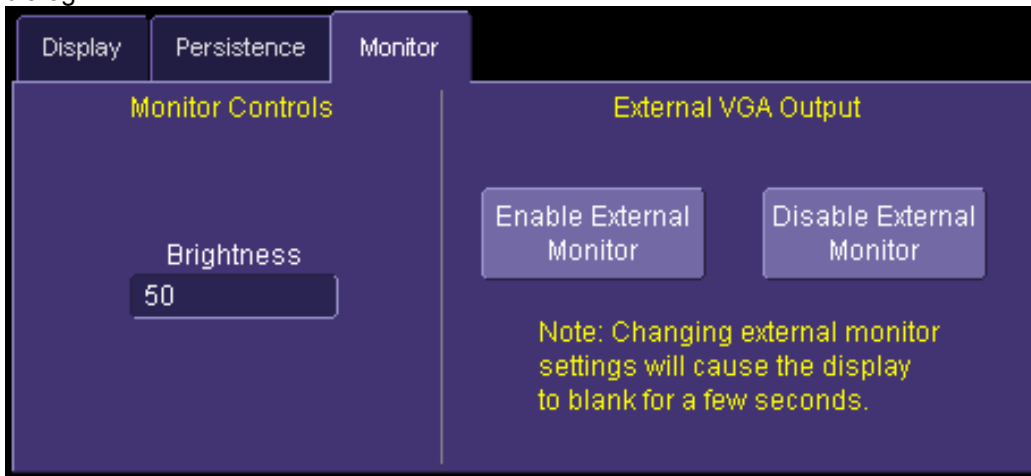 Display Persistence Monitor
Monitor Controls
Brightness
50
External VGA Output
Enable External
Monitor
Disable External
Monitor
Note: Changing external monitor
settings will cause the display
to blank for a few seconds.